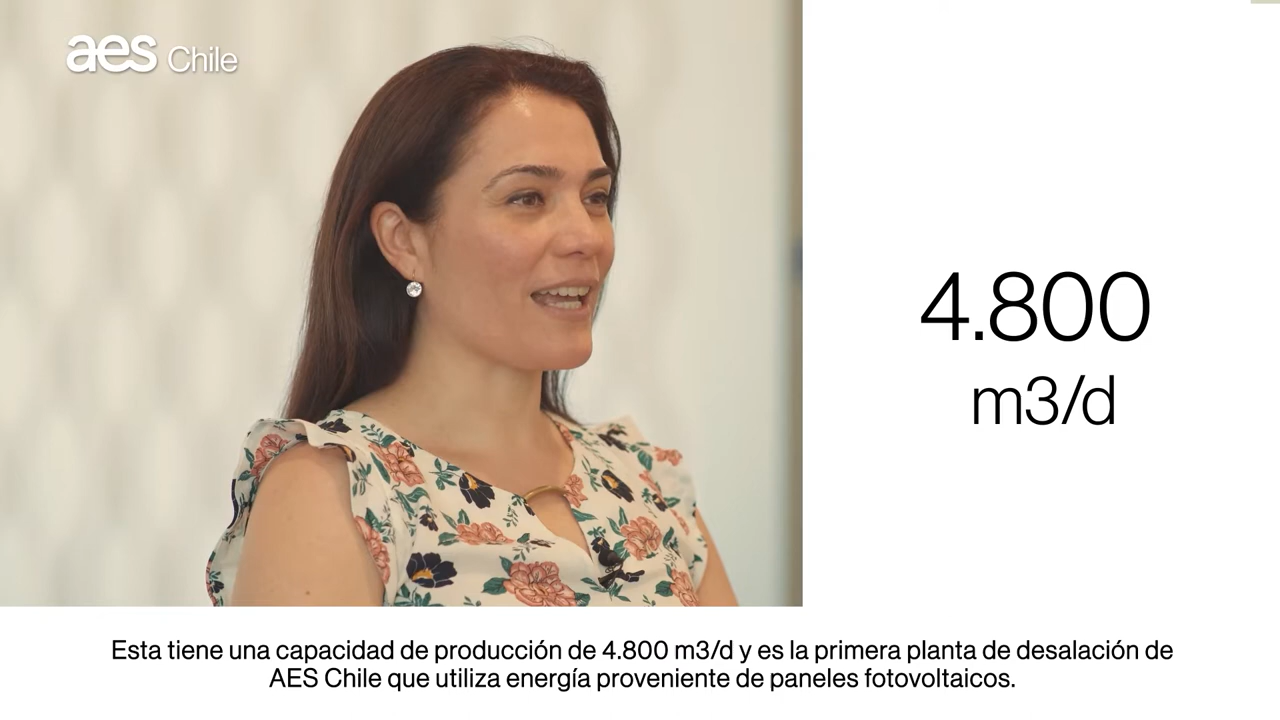 aes Chile
4.800
m3/d
Esta tiene una capacidad de producción de 4.800 m3/d y es la primera planta de desalación de
AES Chile que utiliza energía proveniente de paneles fotovoltaicos.